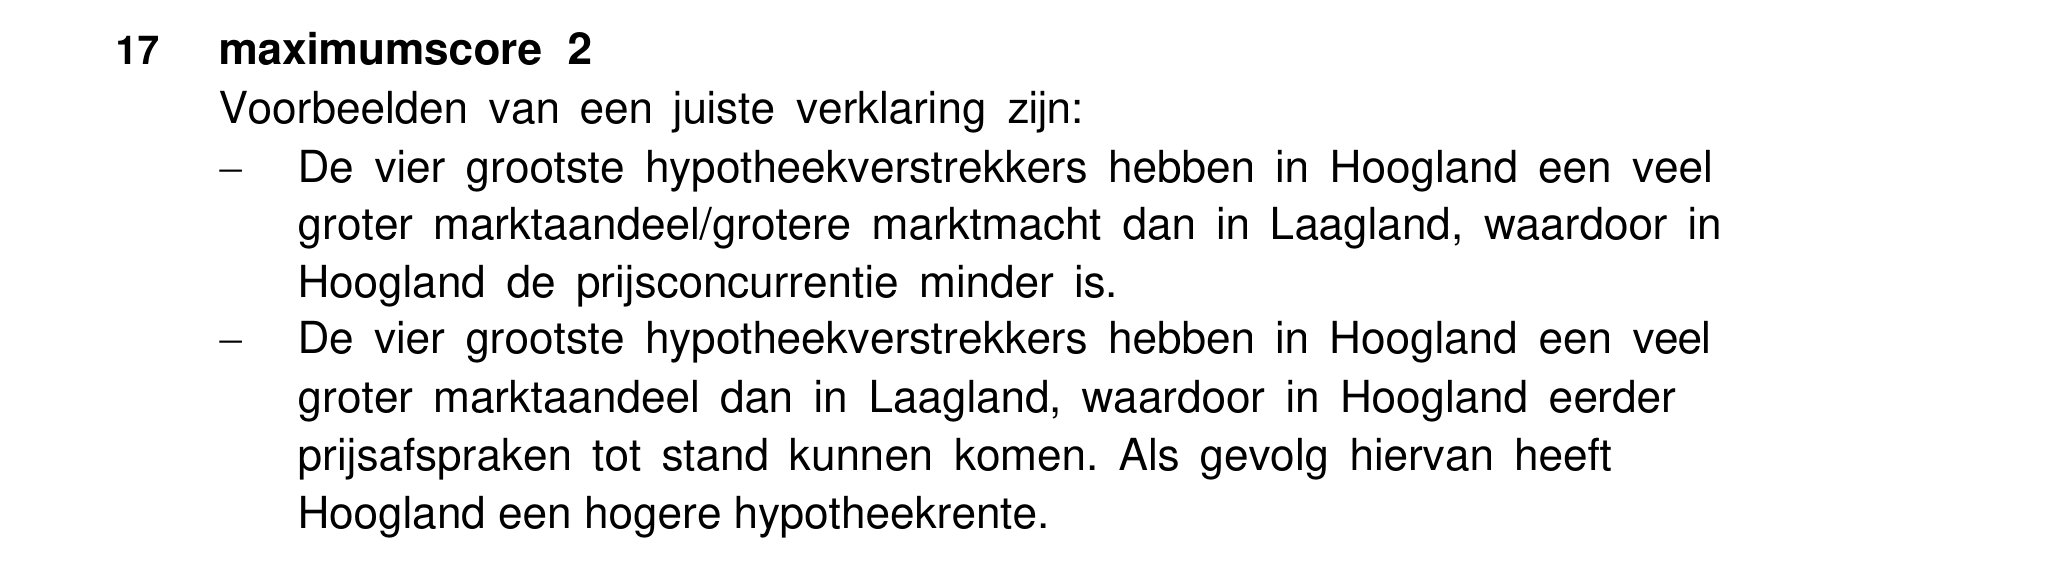 17 maximumscore 2
Voorbeelden van een juiste verklaring zijn:
− De vier grootste hypotheekverstrekkers hebben in Hoogland een veel
groter marktaandeel/grotere marktmacht dan in Laagland, waardoor in
Hoogland de prijsconcurrentie minder is.
− De vier grootste hypotheekverstrekkers hebben in Hoogland een veel
groter marktaandeel dan in Laagland, waardoor in Hoogland eerder
prijsafspraken tot stand kunnen komen. Als gevolg hiervan heeft
Hoogland een hogere hypotheekrente.